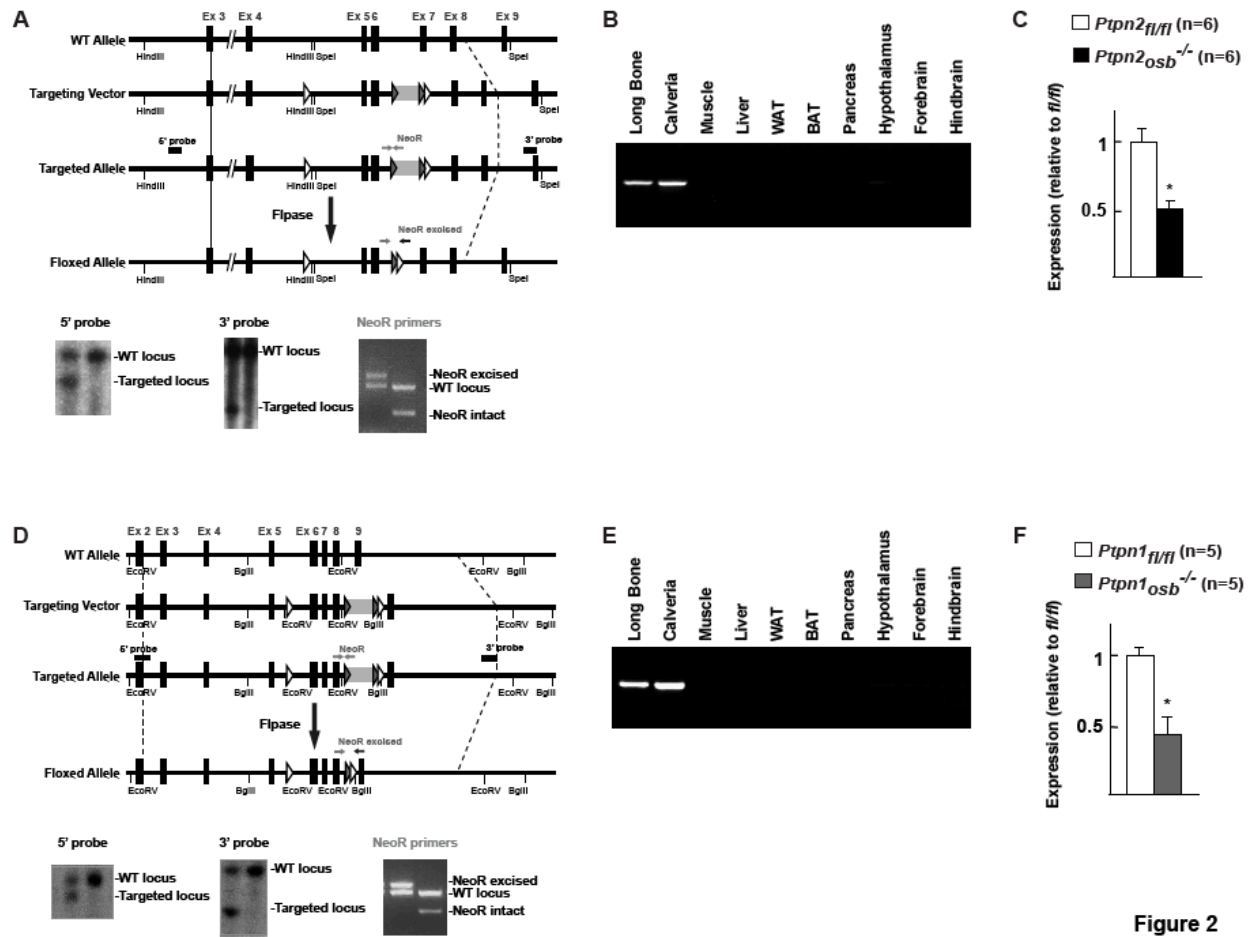 A
Ex 3 Ex 4 Ex 5 6 Ex 7 Ex 8 Ex 9
WT Allele
HindIII HindIII SpeI SpeI
Targeting Vector
HindIII HindIII SpeI SpeI
5' probe NeoR 3' probe
Targeted Allele
HindIII HindIII SpeI SpeI
Flpase
NeoR excised
Floxed Allele
HindIII HindIII SpeI SpeI
5' probe
-WT locus
-Targeted locus
3' probe
-WT locus
-Targeted locus
NeoR primers
-NeoR excised
-WT locus
-NeoR intact
B
Long Bone
Calveria
Muscle
Liver
WAT
BAT
Pancreas
Hypothalamus
Forebrain
Hindbrain
C
Ptpn2fl/fl (n=6)
Ptpn2osb-/- (n=6)
Expression (relative to fl/fl)
1
0.5
*
D
Ex 2 Ex 3 Ex 4 Ex 5 Ex 6 7 8 9
WT Allele
EcoRV BglII EcoRV EcoRV BglII
Targeting Vector
EcoRV EcoRV EcoRV BglII EcoRV BglII
5' probe NeoR 3' probe
Targeted Allele
EcoRV BglII EcoRV EcoRV BglII EcoRV BglII
Flpase
NeoR excised
Floxed Allele
EcoRV BglII EcoRV EcoRV BglII EcoRV BglII
5' probe
-WT locus
-Targeted locus
3' probe
-WT locus
-Targeted locus
NeoR primers
-NeoR excised
-WT locus
-NeoR intact
E
Long Bone
Calveria
Muscle
Liver
WAT
BAT
Pancreas
Hypothalamus
Forebrain
Hindbrain
F
Ptpn1fl/fl (n=5)
Ptpn1osb-/- (n=5)
Expression (relative to fl/fl)
1
0.5
*
Figure 2